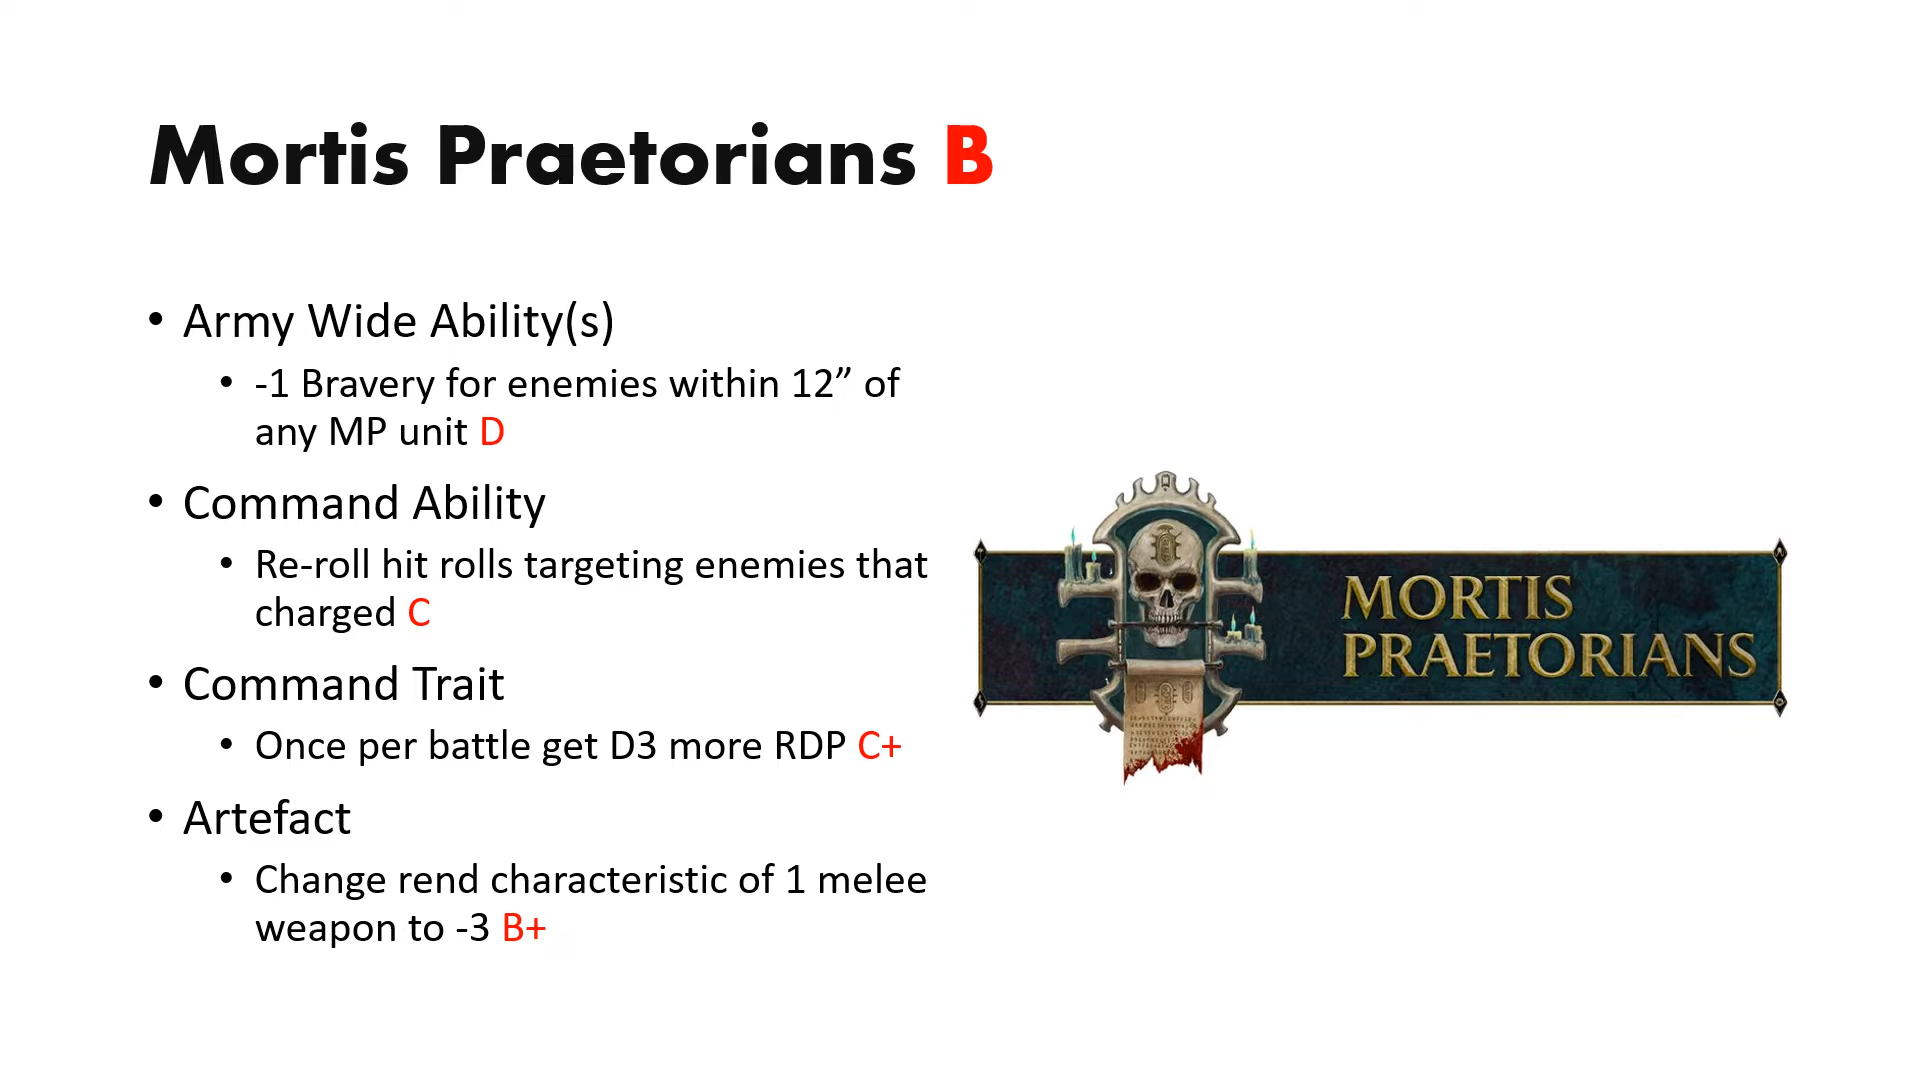 Mortis Praetorians B
• Army Wide Ability(s)
• -1 Bravery for enemies within 12” of
any MP unit D
• Command Ability
• Re-roll hit rolls targeting enemies that
charged C
• Command Trait
• Once per battle get D3 more RDP C+
• Artefact
• Change rend characteristic of 1 melee
weapon to -3 B+
MORTIS
PRAETORIANS